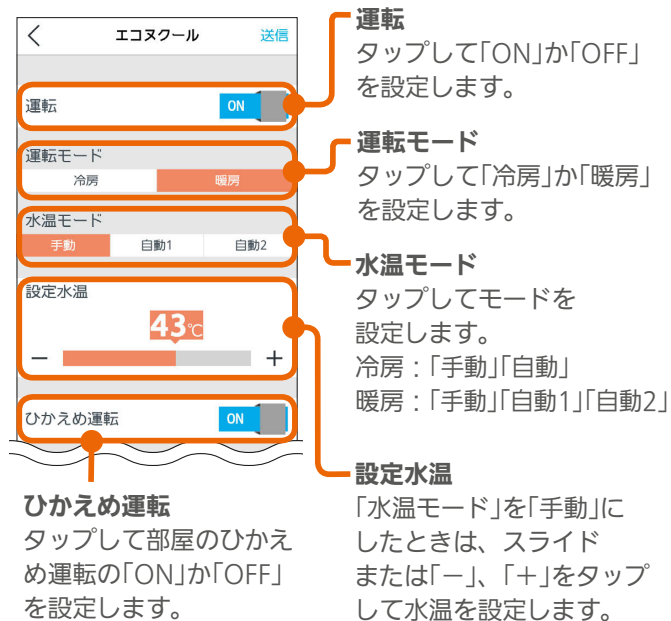 エコヌクール
送信
運転
ON
運転モード
冷房
暖房
水温モード
手動
自動1
自動2
設定水温
43℃
－
＋
ひかえめ運転
ON
運転
タップして「ON」か「OFF」
を設定します。
運転モード
タップして「冷房」か「暖房」
を設定します。
水温モード
タップしてモードを
設定します。
冷房：「手動」「自動」
暖房：「手動」「自動1」「自動2」
設定水温
「水温モード」を「手動」に
したときは、スライド
または「－」、「＋」をタップ
して水温を設定します。
ひかえめ運転
タップして部屋のひかえ
め運転の「ON」か「OFF」
を設定します。